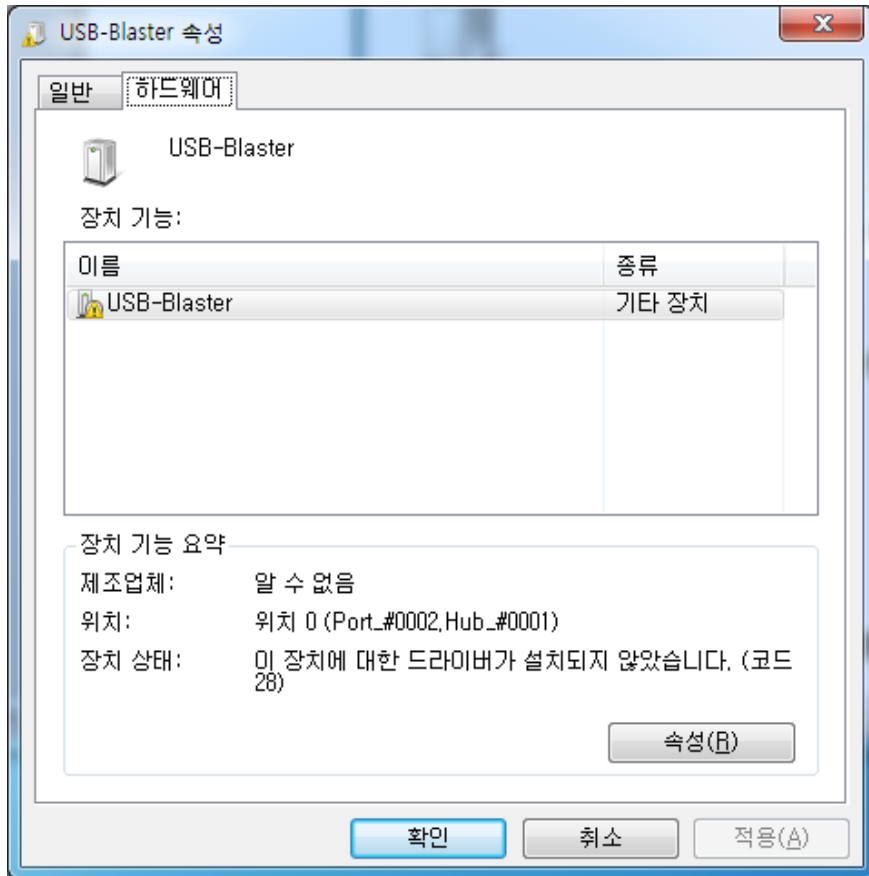 USB-Blaster 속성
일반 하드웨어
USB-Blaster
장치 기능:
이름 종류
USB-Blaster 기타 장치
장치 기능 요약
제조업체: 알 수 없음
위치: 위치 0 (Port_#0002.Hub_#0001)
장치 상태: 이 장치에 대한 드라이버가 설치되지 않았습니다. (코드
28)
속성(R)
확인 취소 적용(A)